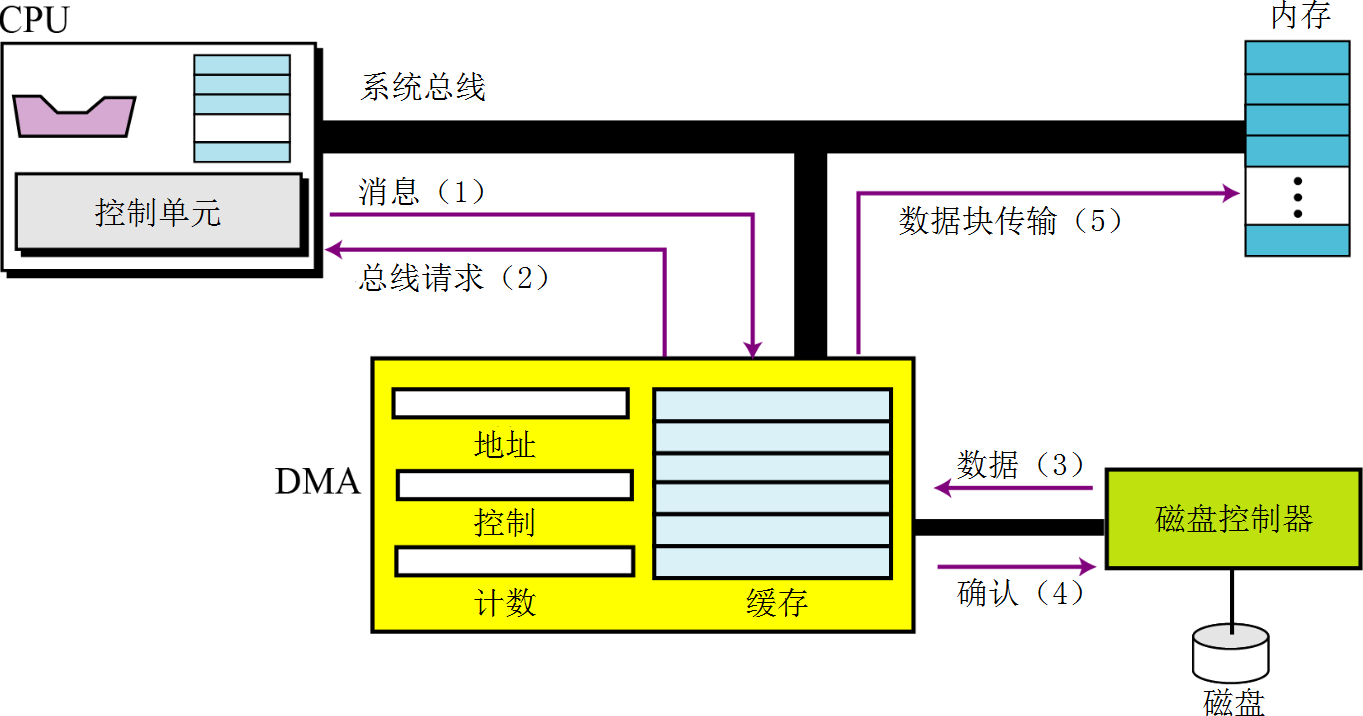 CPU
内存
系统总线
消息（1）
控制单元
数据块传输（5）
总线请求（2）
地址
数据（3）
DMA
控制
磁盘控制器
计数
缓存
确认（4）
磁盘